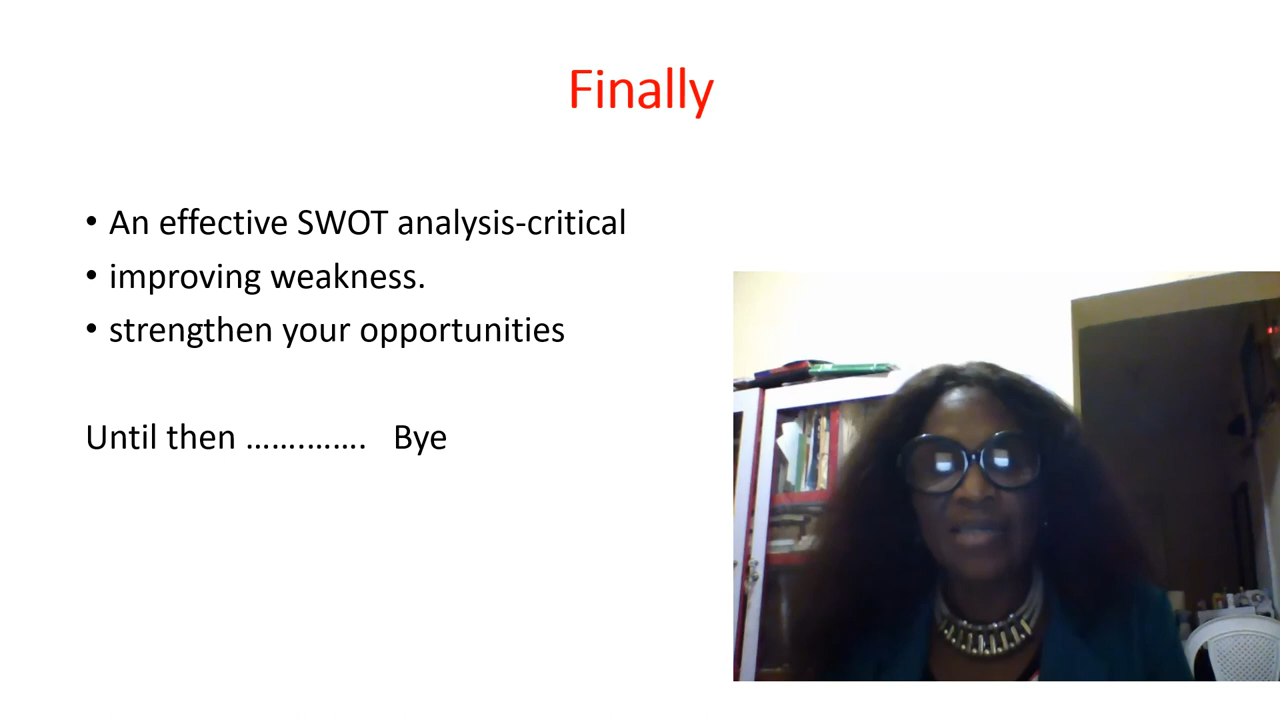 Finally
• An effective SWOT analysis-critical
• improving weakness.
• strengthen your opportunities
Until then ………….. Bye